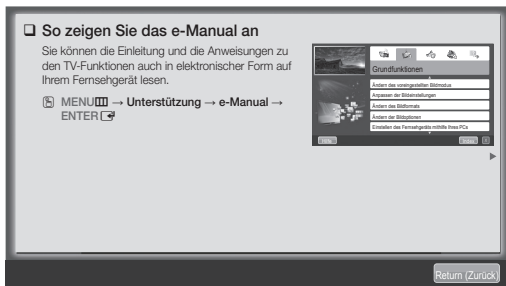 So zeigen Sie das e-Manual an
Sie können die Einleitung und die Anweisungen zu
den TV-Funktionen auch in elektronischer Form auf
Ihrem Fernsehgerät lesen.
MENU → Unterstützung → e-Manual →
ENTER
Grundfunktionen
Ändern des voreingestellten Bildmodus
Anpassen der Bildeinstellungen
Ändern des Bildformats
Ändern der Bildoptionen
Einstellen des Fernsehgeräts mithilfe Ihres PCs
Hilfe
Index
X
Return (Zurück)